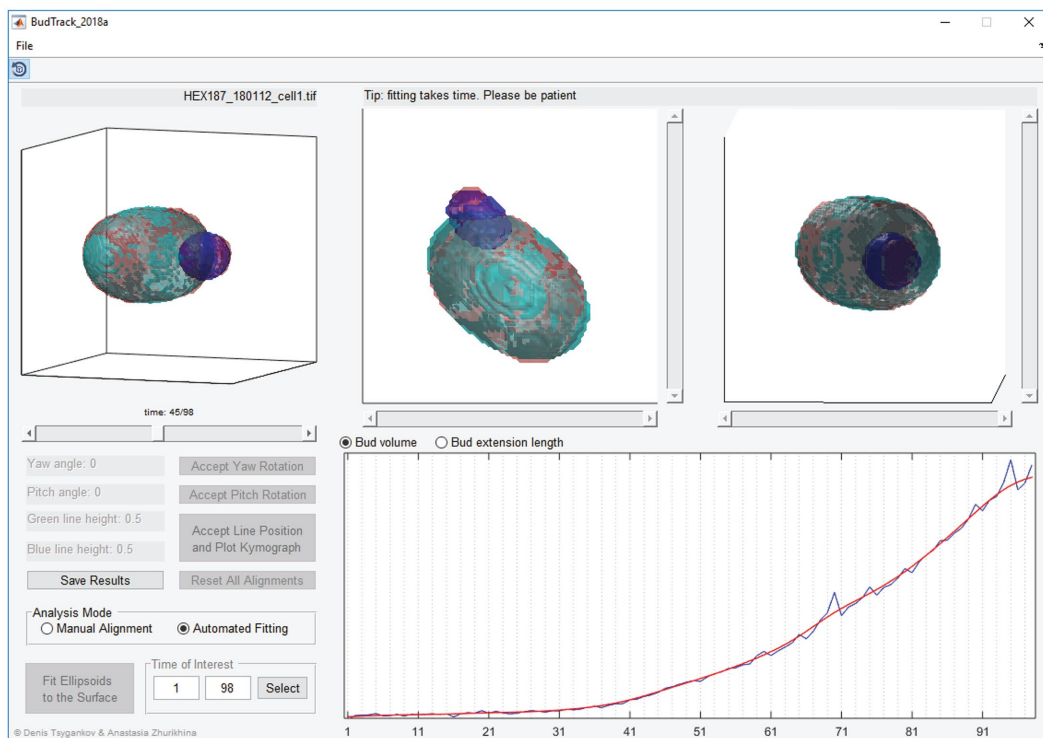 BudTrack_2018a
File
HEX187_180112_cell1.tif
Tip: fitting takes time. Please be patient
time: 45/98
Bud volume
Bud extension length
Yaw angle: 0
Accept Yaw Rotation
Pitch angle: 0
Accept Pitch Rotation
Green line height: 0.5
Accept Line Position
and Plot Kymograph
Blue line height: 0.5
Save Results
Reset All Alignments
Analysis Mode
Manual Alignment
Automated Fitting
Fit Ellipsoids
to the Surface
Time of Interest
1
98
Select
1 11 21 31 41 51 61 71 81 91
© Denis Tsygankov & Anastasia Zhurikhina